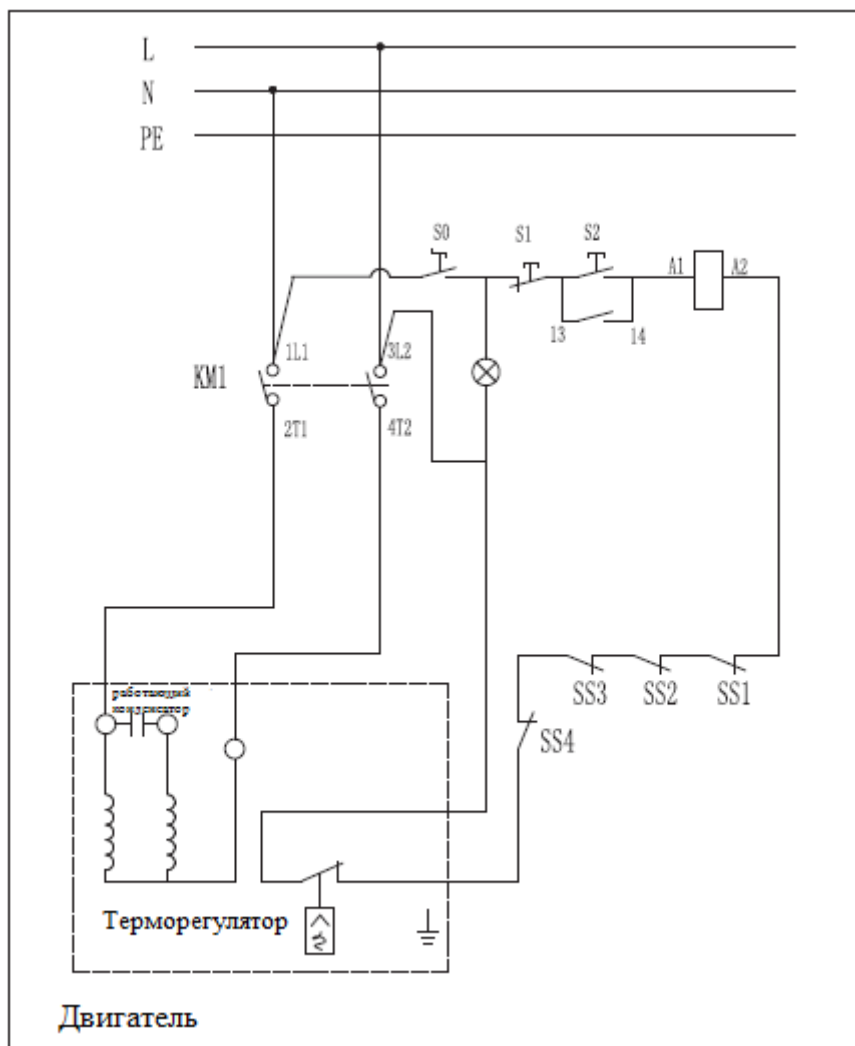 L
N
PE
S0
S1
S2
A1
A2
13
14
1L1
3L2
KM1
2T1
4T2
работающий
конденсатор
SS3
SS2
SS1
SS4
Терморегулятор
Двигатель